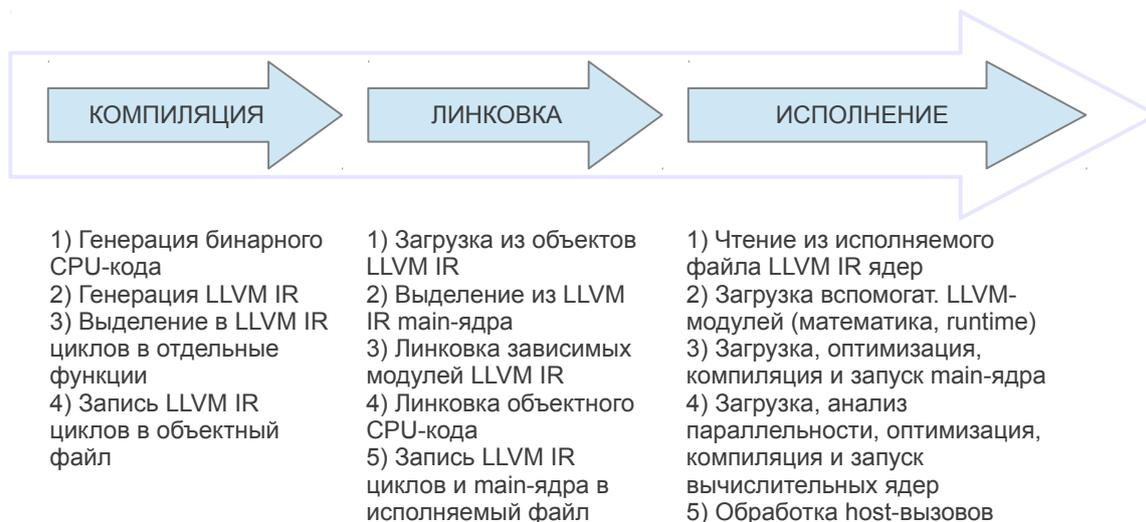 КОМПИЛЯЦИЯ
ЛИНКОВКА
ИСПОЛНЕНИЕ
1) Генерация бинарного
CPU-кода
2) Генерация LLVM IR
3) Выделение в LLVM IR
циклов в отдельные
функции
4) Запись LLVM IR
циклов в объектный
файл
1) Загрузка из объектов
LLVM IR
2) Выделение из LLVM
IR main-ядра
3) Линковка зависимых
модулей LLVM IR
4) Линковка объектного
CPU-кода
5) Запись LLVM IR
циклов и main-ядра в
исполняемый файл
1) Чтение из исполняемого
файла LLVM IR ядер
2) Загрузка вспомогат. LLVM-
модулей (математика, runtime)
3) Загрузка, оптимизация,
компиляция и запуск main-ядра
4) Загрузка, анализ
параллельности, оптимизация,
компиляция и запуск
вычислительных ядер
5) Обработка host-вызовов